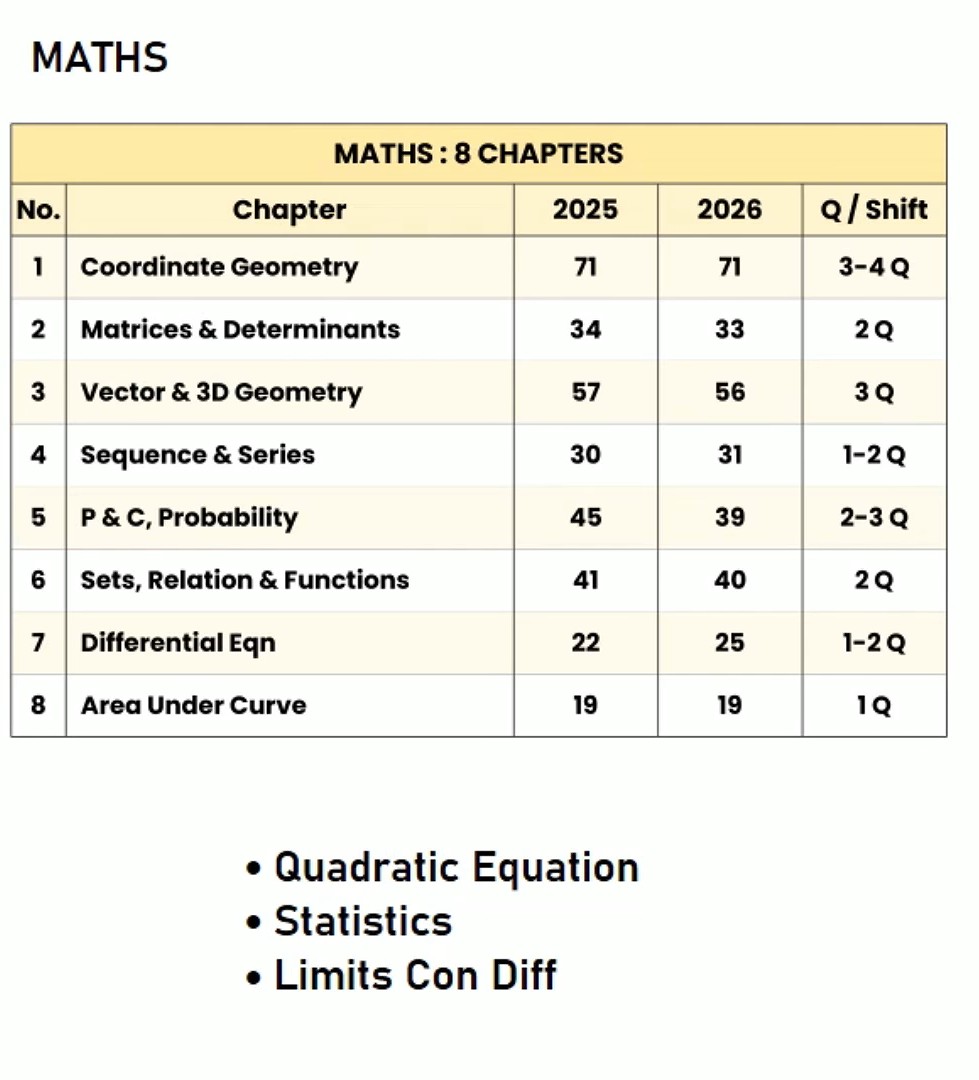 MATHS
MATHS : 8 CHAPTERS
No. Chapter 2025 2026 Q / Shift
1 Coordinate Geometry 71 71 3-4 Q
2 Matrices & Determinants 34 33 2 Q
3 Vector & 3D Geometry 57 56 3 Q
4 Sequence & Series 30 31 1-2 Q
5 P & C, Probability 45 39 2-3 Q
6 Sets, Relation & Functions 41 40 2 Q
7 Differential Eqn 22 25 1-2 Q
8 Area Under Curve 19 19 1 Q
• Quadratic Equation
• Statistics
• Limits Con Diff